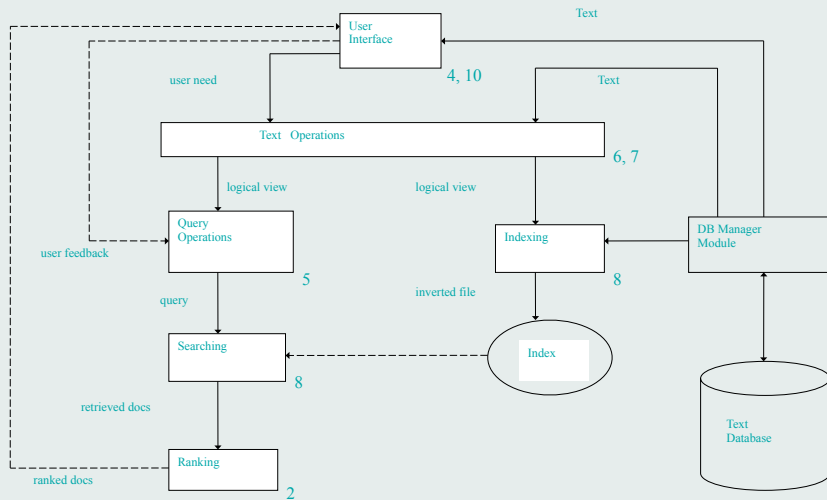 Text
User
Interface
4, 10
user need
Text
Text Operations
6, 7
logical view
logical view
Query
Operations
Indexing
DB Manager
Module
user feedback
5
8
query
inverted file
Searching
Index
8
retrieved docs
Text
Database
Ranking
ranked docs
2